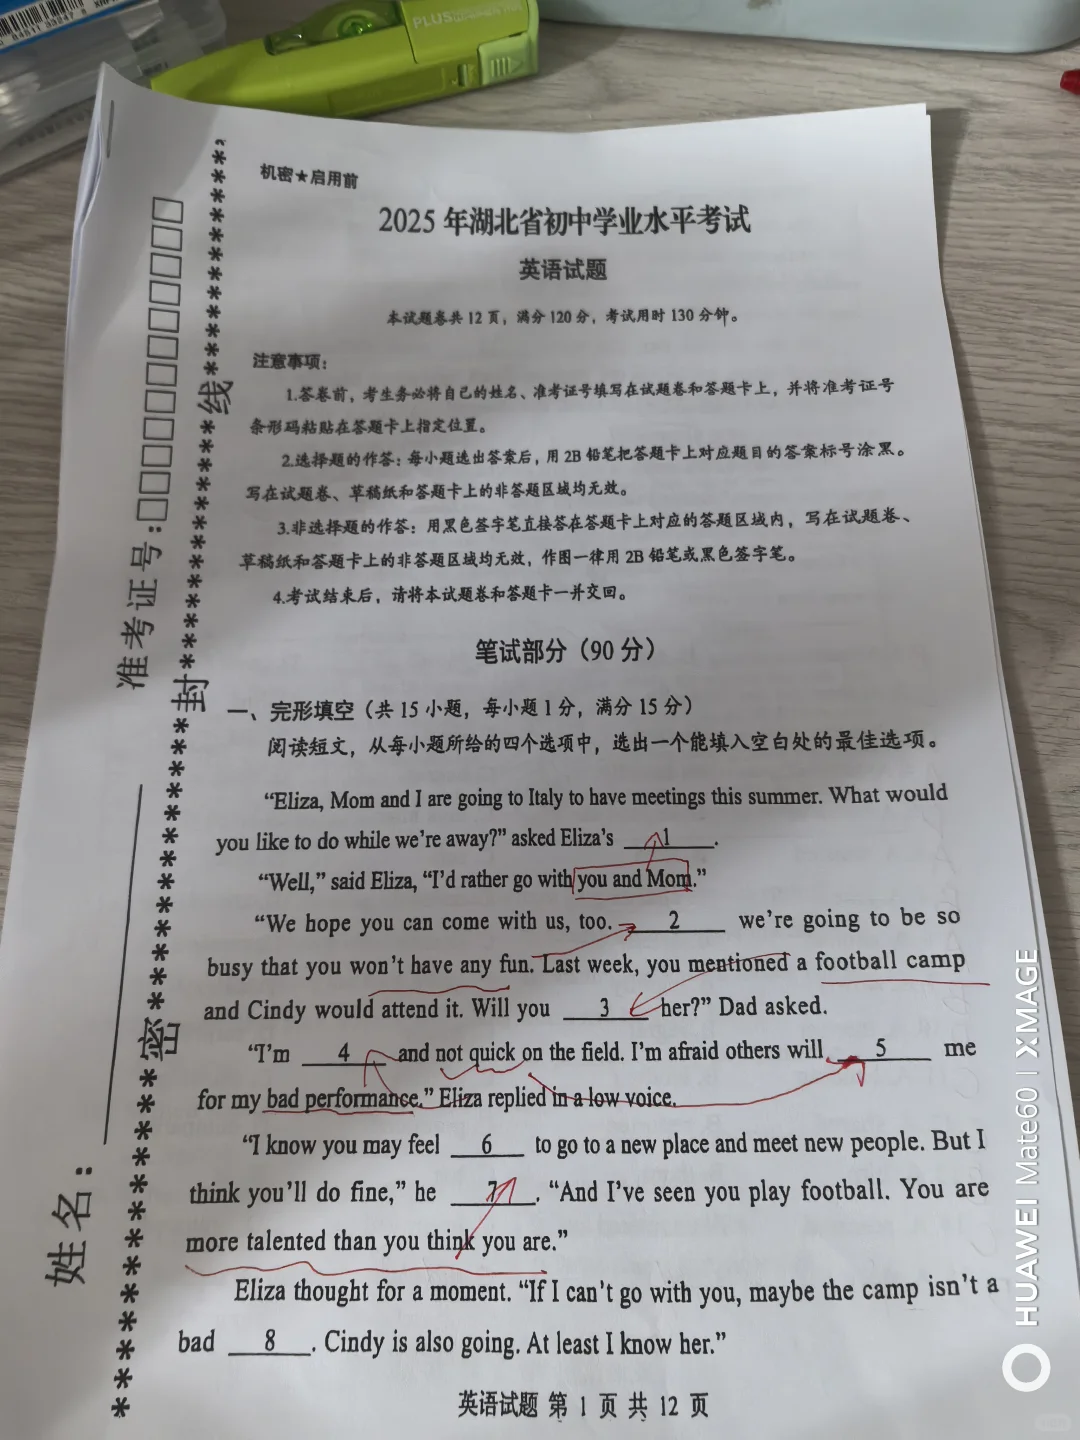 PLUS
机密★启用前
2025年湖北省初中学业水平考试
英语试题
本试题卷共12页，满分120分，考试用时130分钟。
注意事项：
1.答卷前，考生务必将自己的姓名、准考证号填写在试题卷和答题卡上，并将准考证号
条形码粘贴在答题卡上指定位置。
2.选择题的作答：每小题选出答案后，用2B铅笔把答题卡上对应题目的答案标号涂黑。
写在试题卷、草稿纸和答题卡上的非答题区域均无效。
3.非选择题的作答：用黑色签字笔直接答在答题卡上对应的答题区域内，写在试题卷、
草稿纸和答题卡上的非答题区域均无效，作图一律用2B铅笔或黑色签字笔。
4.考试结束后，请将本试题卷和答题卡一并交回。
笔试部分（90分）
一、完形填空（共15小题，每小题1分，满分15分）
阅读短文，从每小题所给的四个选项中，选出一个能填入空白处的最佳选项。
“Eliza, Mom and I are going to Italy to have meetings this summer. What would
you like to do while we’re away?” asked Eliza’s 1.
“Well,” said Eliza, “I’d rather go with you and Mom.”
“We hope you can come with us, too. 2 we’re going to be so
busy that you won’t have any fun. Last week, you mentioned a football camp
and Cindy would attend it. Will you 3 her?” Dad asked.
“I’m 4 and not quick on the field. I’m afraid others will 5 me
for my bad performance.” Eliza replied in a low voice.
“I know you may feel 6 to go to a new place and meet new people. But I
think you’ll do fine,” he 7. “And I’ve seen you play football. You are
more talented than you think you are.”
Eliza thought for a moment. “If I can’t go with you, maybe the camp isn’t a
bad 8. Cindy is also going. At least I know her.”
英语试题 第 1 页 共 12 页
准考证号：□□□□□□□□□□□□
姓名：
密************封************线
HUAWEI Mate60 | XMAGE